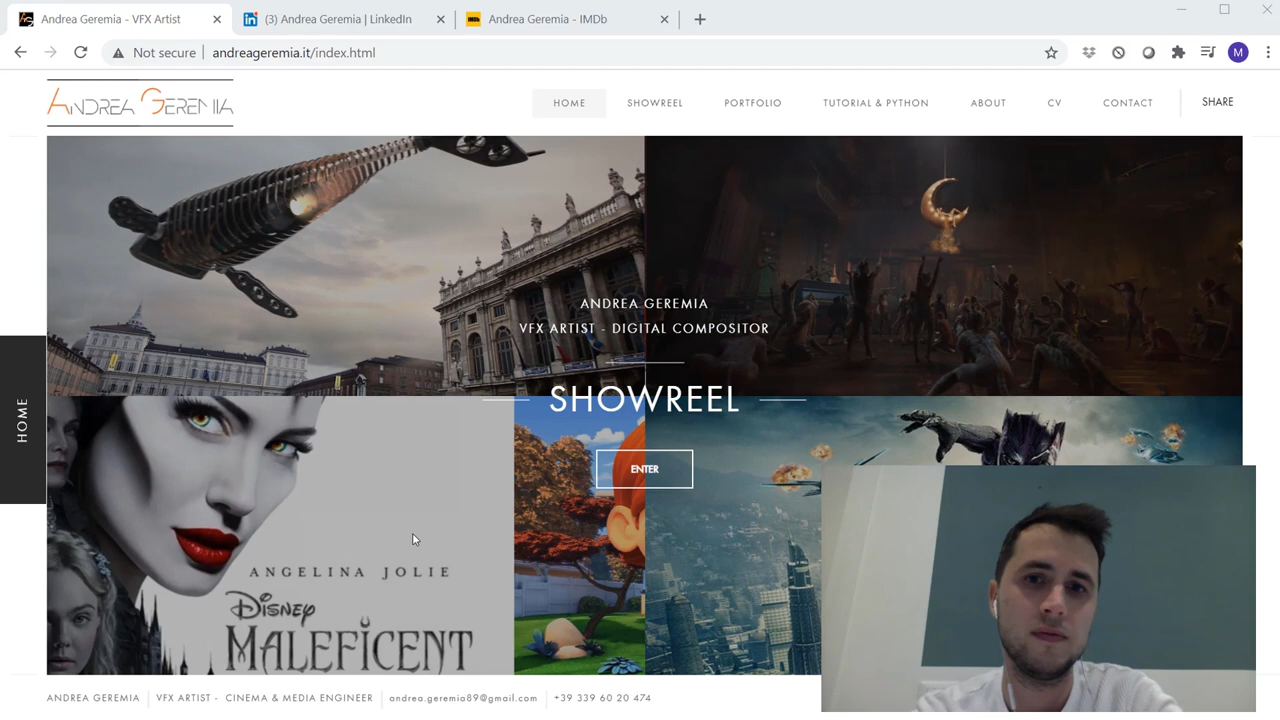 Andrea Geremia - VFX Artist
(3) Andrea Geremia | LinkedIn
IMDb
Andrea Geremia - IMDb
Not secure
andreageremia.it/index.html
M
ANDREA GEREMIA
HOME
SHOWREEL
PORTFOLIO
TUTORIAL & PYTHON
ABOUT
CV
CONTACT
SHARE
ANDREA GEREMIA
VFX ARTIST - DIGITAL COMPOSITOR
SHOWREEL
ENTER
HOME
ANGELINA JOLIE
Disney
MALEFICENT
ANDREA GEREMIA
VFX ARTIST - CINEMA & MEDIA ENGINEER
andrea.geremia89@gmail.com
+39 339 60 20 474